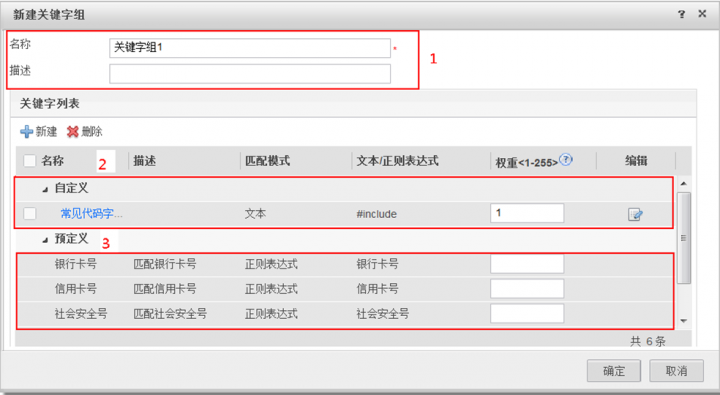 新建关键字组 ? ×
名称 关键字组1 *
1
描述
关键字列表
新建 删除
名称 描述 匹配模式 文本/正则表达式 权重<1-255> ? 编辑
2
自定义
常见代码字... 文本 #include 1
预定义
3
银行卡号 匹配银行卡号 正则表达式 银行卡号
信用卡号 匹配信用卡号 正则表达式 信用卡号
社会安全号 匹配社会安全号 正则表达式 社会安全号
共 6 条
确定 取消